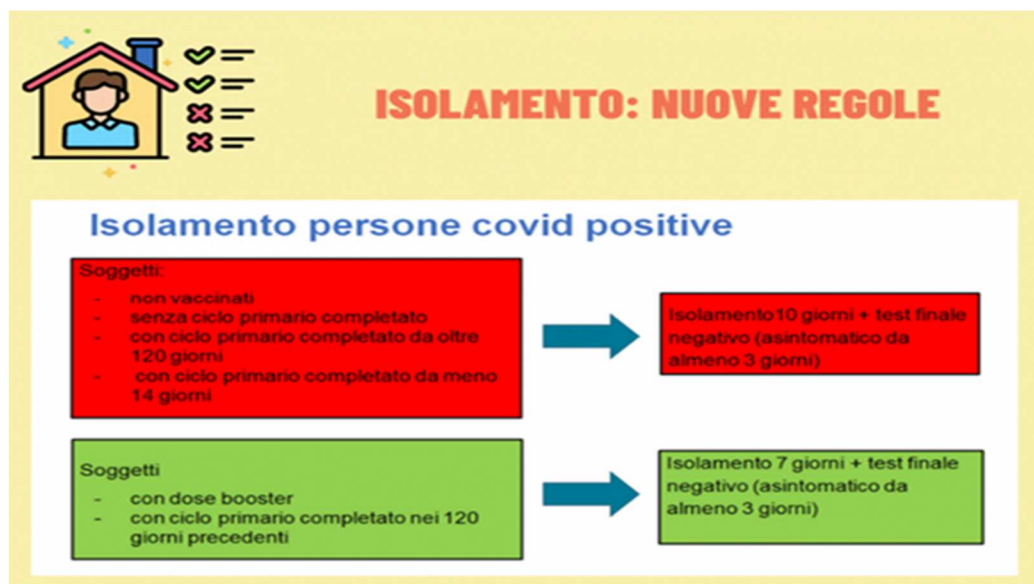 ISOLAMENTO: NUOVE REGOLE
Isolamento persone covid positive
Soggetti:
- non vaccinati
- senza ciclo primario completato
- con ciclo primario completato da oltre
120 giorni
- con ciclo primario completato da meno
14 giorni
Isolamento10 giorni + test finale
negativo (asintomatico da
almeno 3 giorni)
Soggetti
- con dose booster
- con ciclo primario completato nei 120
giorni precedenti
Isolamento 7 giorni + test finale
negativo (asintomatico da
almeno 3 giorni)